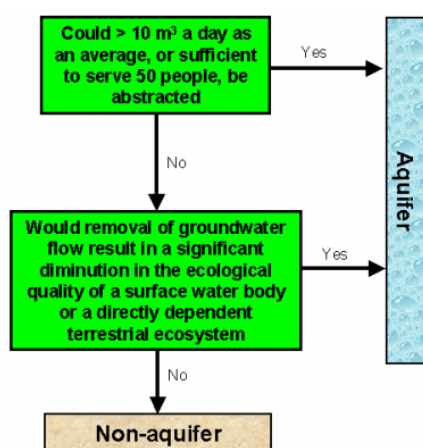 Could > 10 m³ a day as
an average, or sufficient
to serve 50 people, be
abstracted
Yes
No
Aquifer
Would removal of groundwater
flow result in a significant
diminution in the ecological
quality of a surface water body
or a directly dependent
terrestrial ecosystem
Yes
No
Non-aquifer